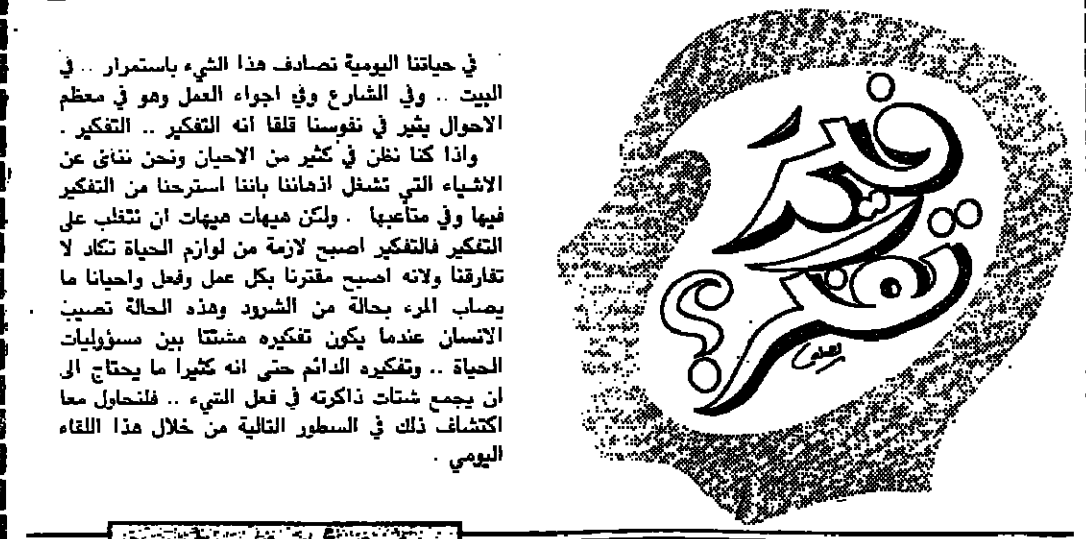 في حياتنا اليومية تصادف هذا الشيء باستمرار .. في
البيت .. وفي الشارع وفي اجواء العمل وهو في معظم
الاحوال يثير في نفوسنا قلقا انه التفكير .. التفكير .
واذا كنا نظن في كثير من الاحيان ونحن ننائ عن
الاشياء التي تشغل اذهاننا باننا استرحنا من التفكير
فيها وفي متاعبها . ولكن هيهات هيهات ان نتغلب على
التفكير فالتفكير اصبح لازمة من لوازم الحياة تكاد لا
تفارقنا ولانه اصبح مقترنا بكل عمل وفعل واحيانا ما
يصاب المرء بحالة من الشرود وهذه الحالة تصيب
الانسان عندما يكون تفكيره مشتتا بين مسؤوليات
الحياة .. وتفكيره الدائم حتى انه كثيرا ما يحتاج الى
ان يجمع شتات ذاكرته في فعل الشيء .. فلنحاول معا
اكتشاف ذلك في السطور التالية من خلال هذا اللقاء
اليومي .